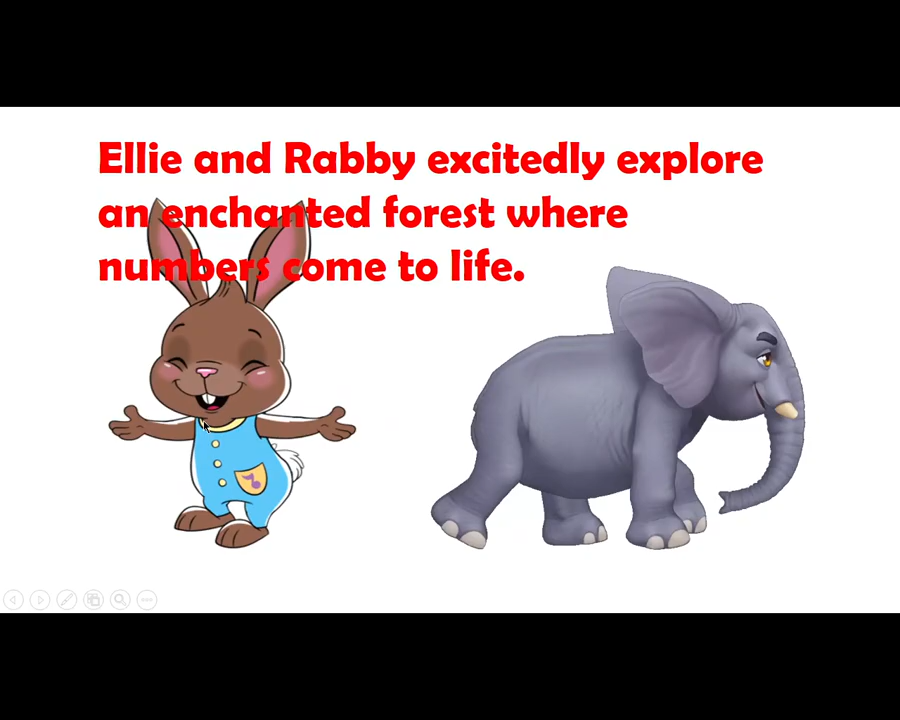 Ellie and Rabby excitedly explore
an enchanted forest where
numbers come to life.